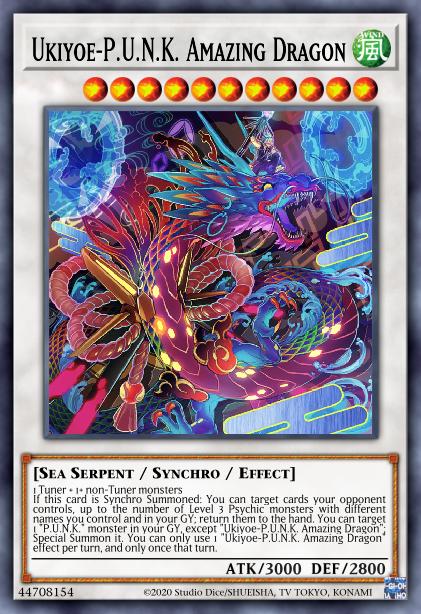 UKIYOE-P.U.N.K. AMAZING DRAGON
WIND
風
[SEA SERPENT / SYNCHRO / EFFECT]
1 Tuner + 1+ non-Tuner monsters
If this card is Synchro Summoned: You can target cards your opponent
controls, up to the number of Level 3 Psychic monsters with different
names you control and in your GY; return them to the hand. You can target
1 "P.U.N.K." monster in your GY, except "Ukiyoe-P.U.N.K. Amazing Dragon";
Special Summon it. You can only use 1 "Ukiyoe-P.U.N.K. Amazing Dragon"
effect per turn, and only once that turn.
ATK/3000 DEF/2800
44708154
©2020 Studio Dice/SHUEISHA, TV TOKYO, KONAMI